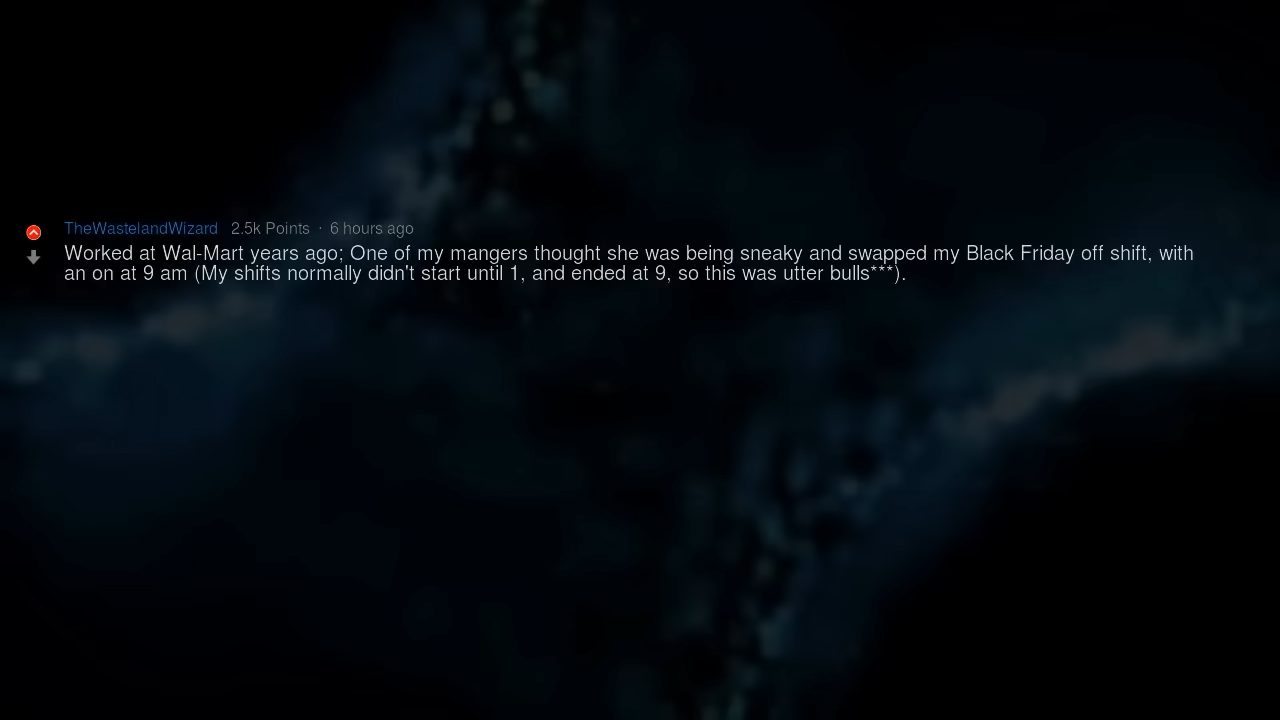 TheWastelandWizard 2.5k Points · 6 hours ago
Worked at Wal-Mart years ago; One of my mangers thought she was being sneaky and swapped my Black Friday off shift, with
an on at 9 am (My shifts normally didn't start until 1, and ended at 9, so this was utter bulls***).